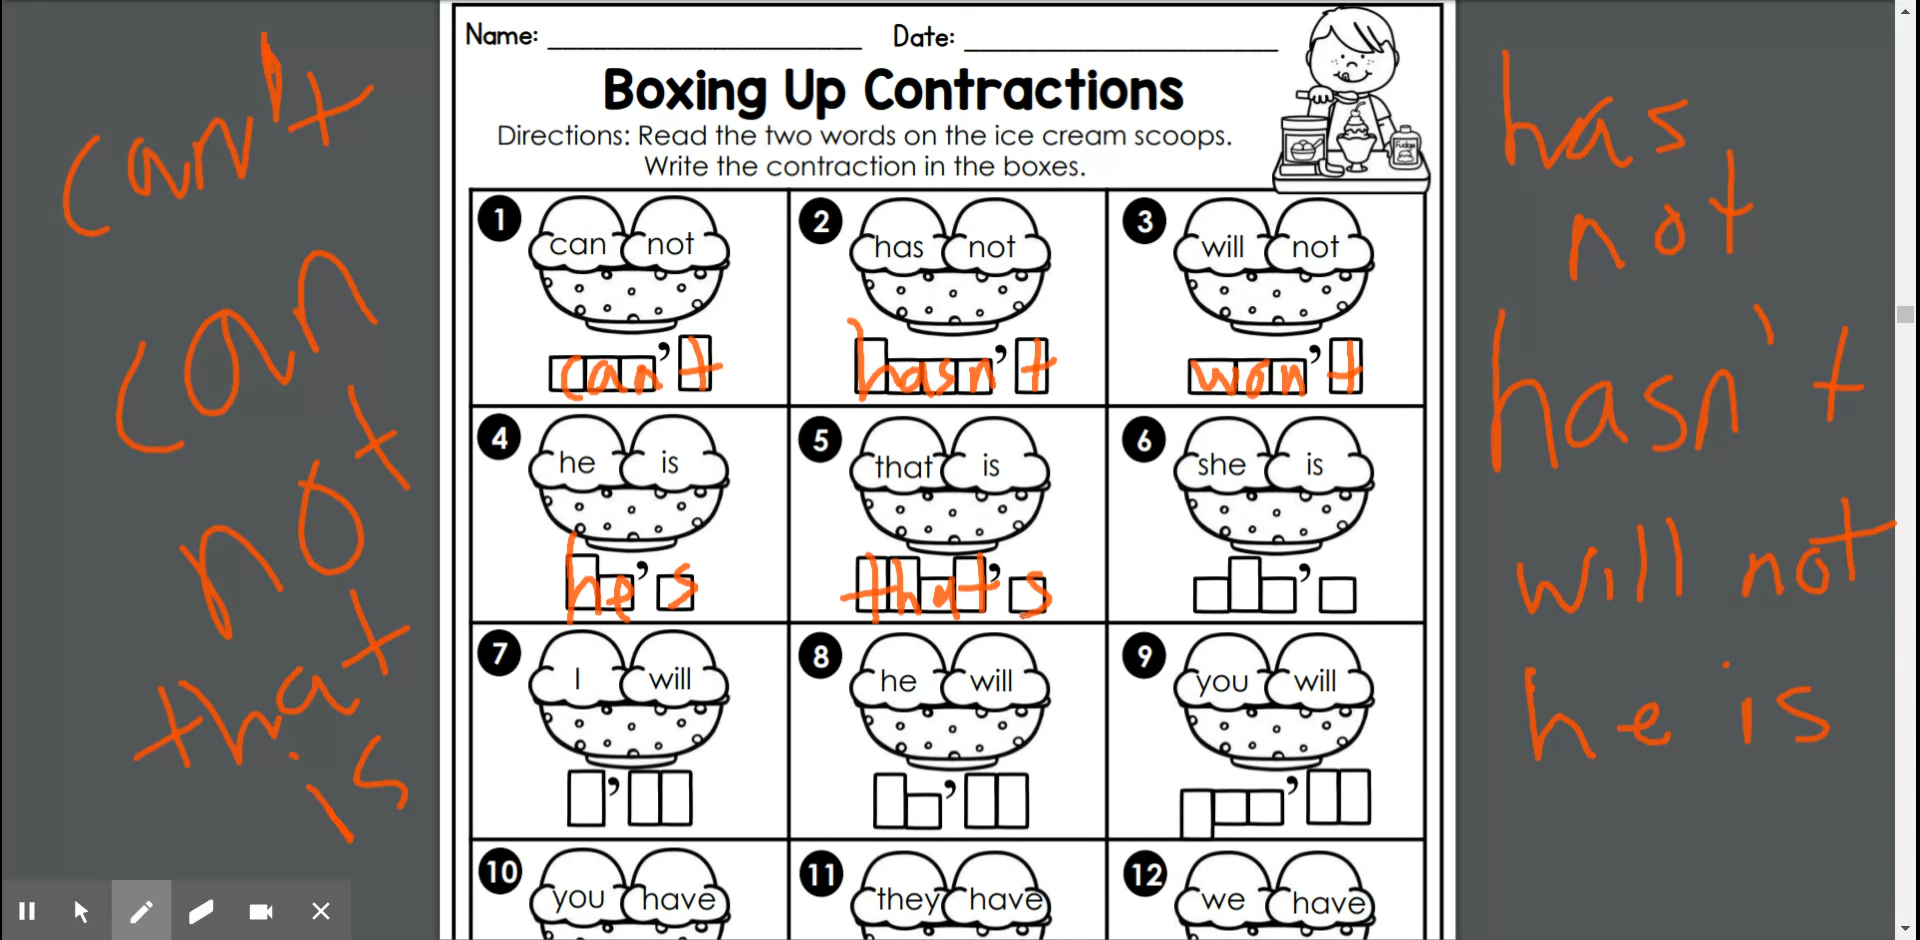 can't
can
not
that
is
Name: ____________________ Date: ____________________
Boxing Up Contractions
Directions: Read the two words on the ice cream scoops.
Write the contraction in the boxes.
Fudge
1 can not
can't
2 has not
hasn't
3 will not
won't
4 he is
he's
5 that is
that's
6 she is
’
7 I will
’
8 he will
’
9 you will
’
10 you have
11 they have
12 we have
has
not
hasn't
will not
he is